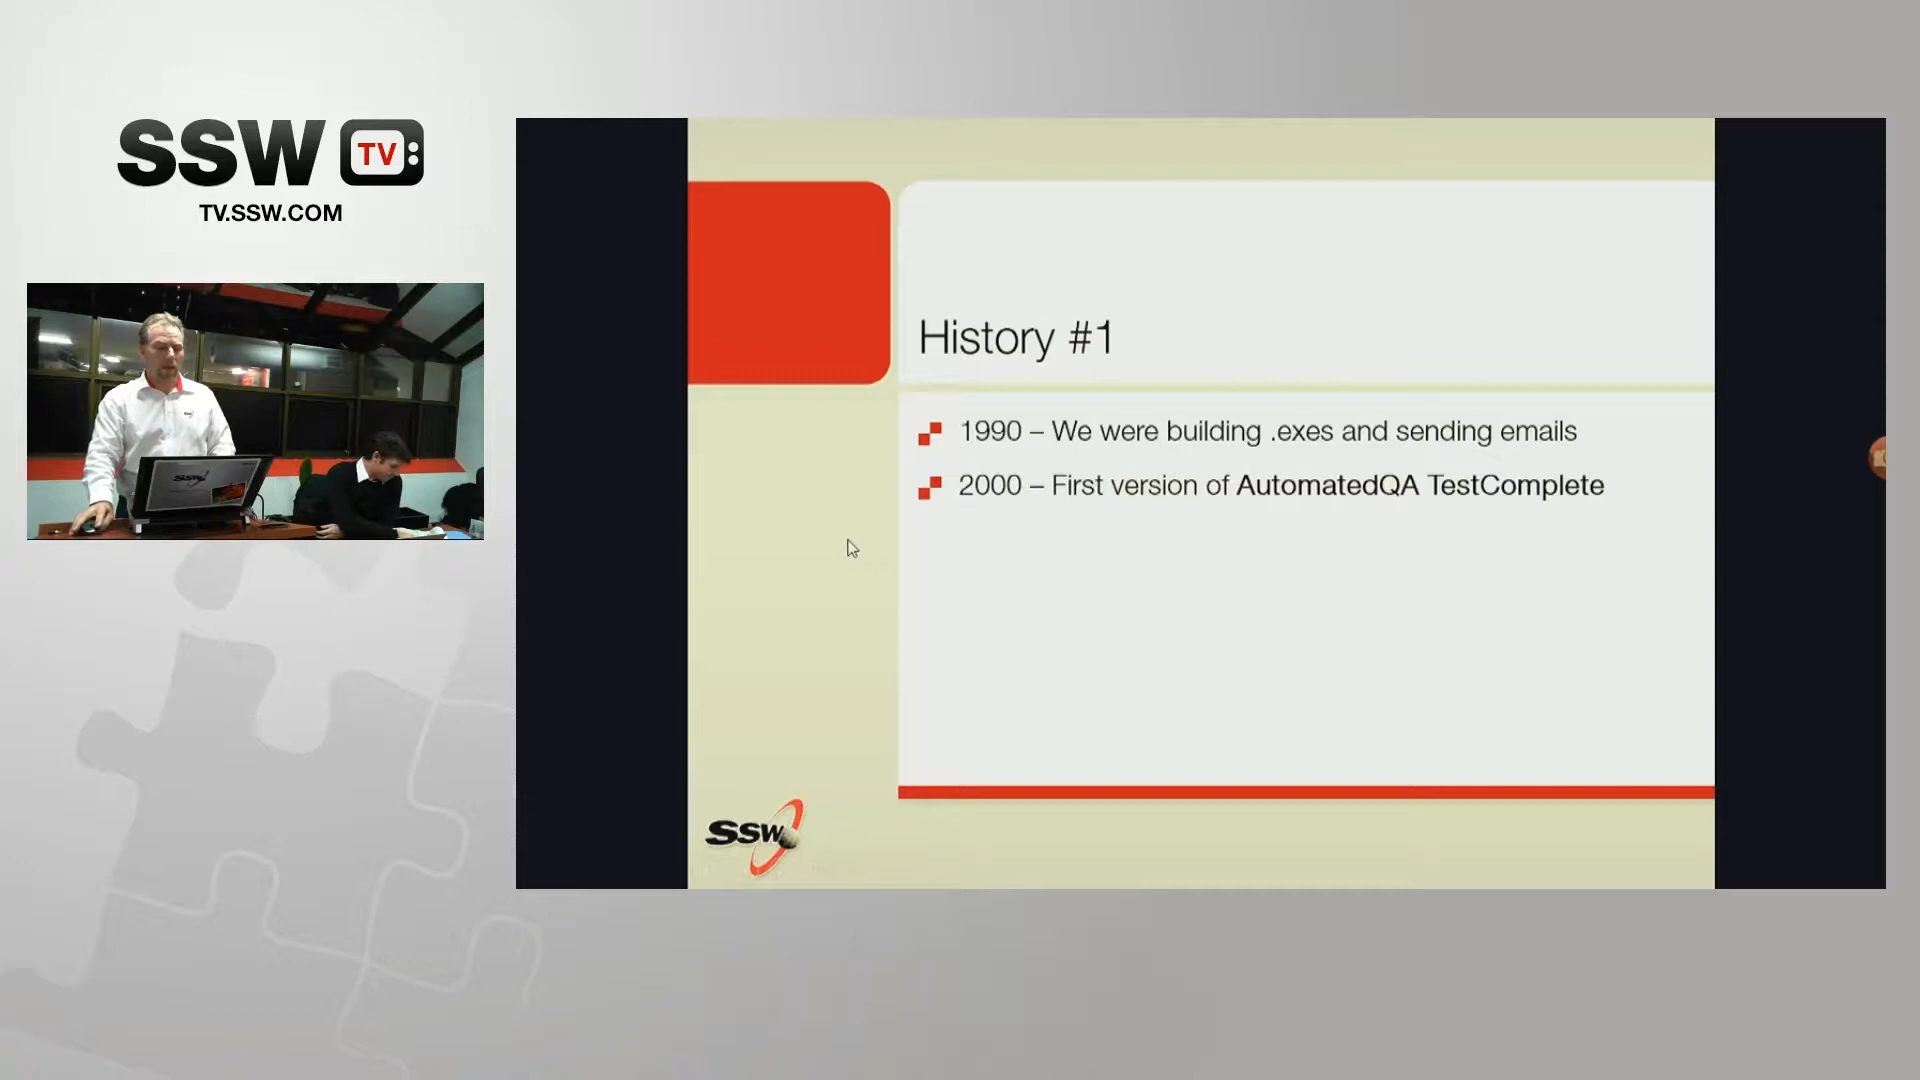 SSW TV:
TV.SSW.COM
SSW
History #1
1990 – We were building .exes and sending emails
2000 – First version of AutomatedQA TestComplete
SSW